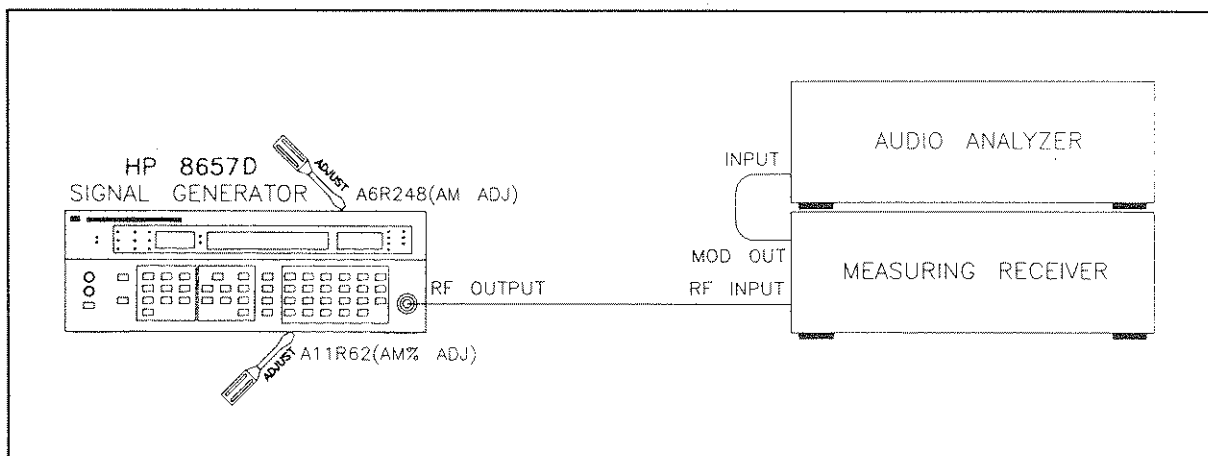 HP 8657D
SIGNAL GENERATOR
ADJUST
A6R248(AM ADJ)
RF OUTPUT
ADJUST
A11R62(AM% ADJ)
INPUT
AUDIO ANALYZER
MOD OUT
RF INPUT
MEASURING RECEIVER